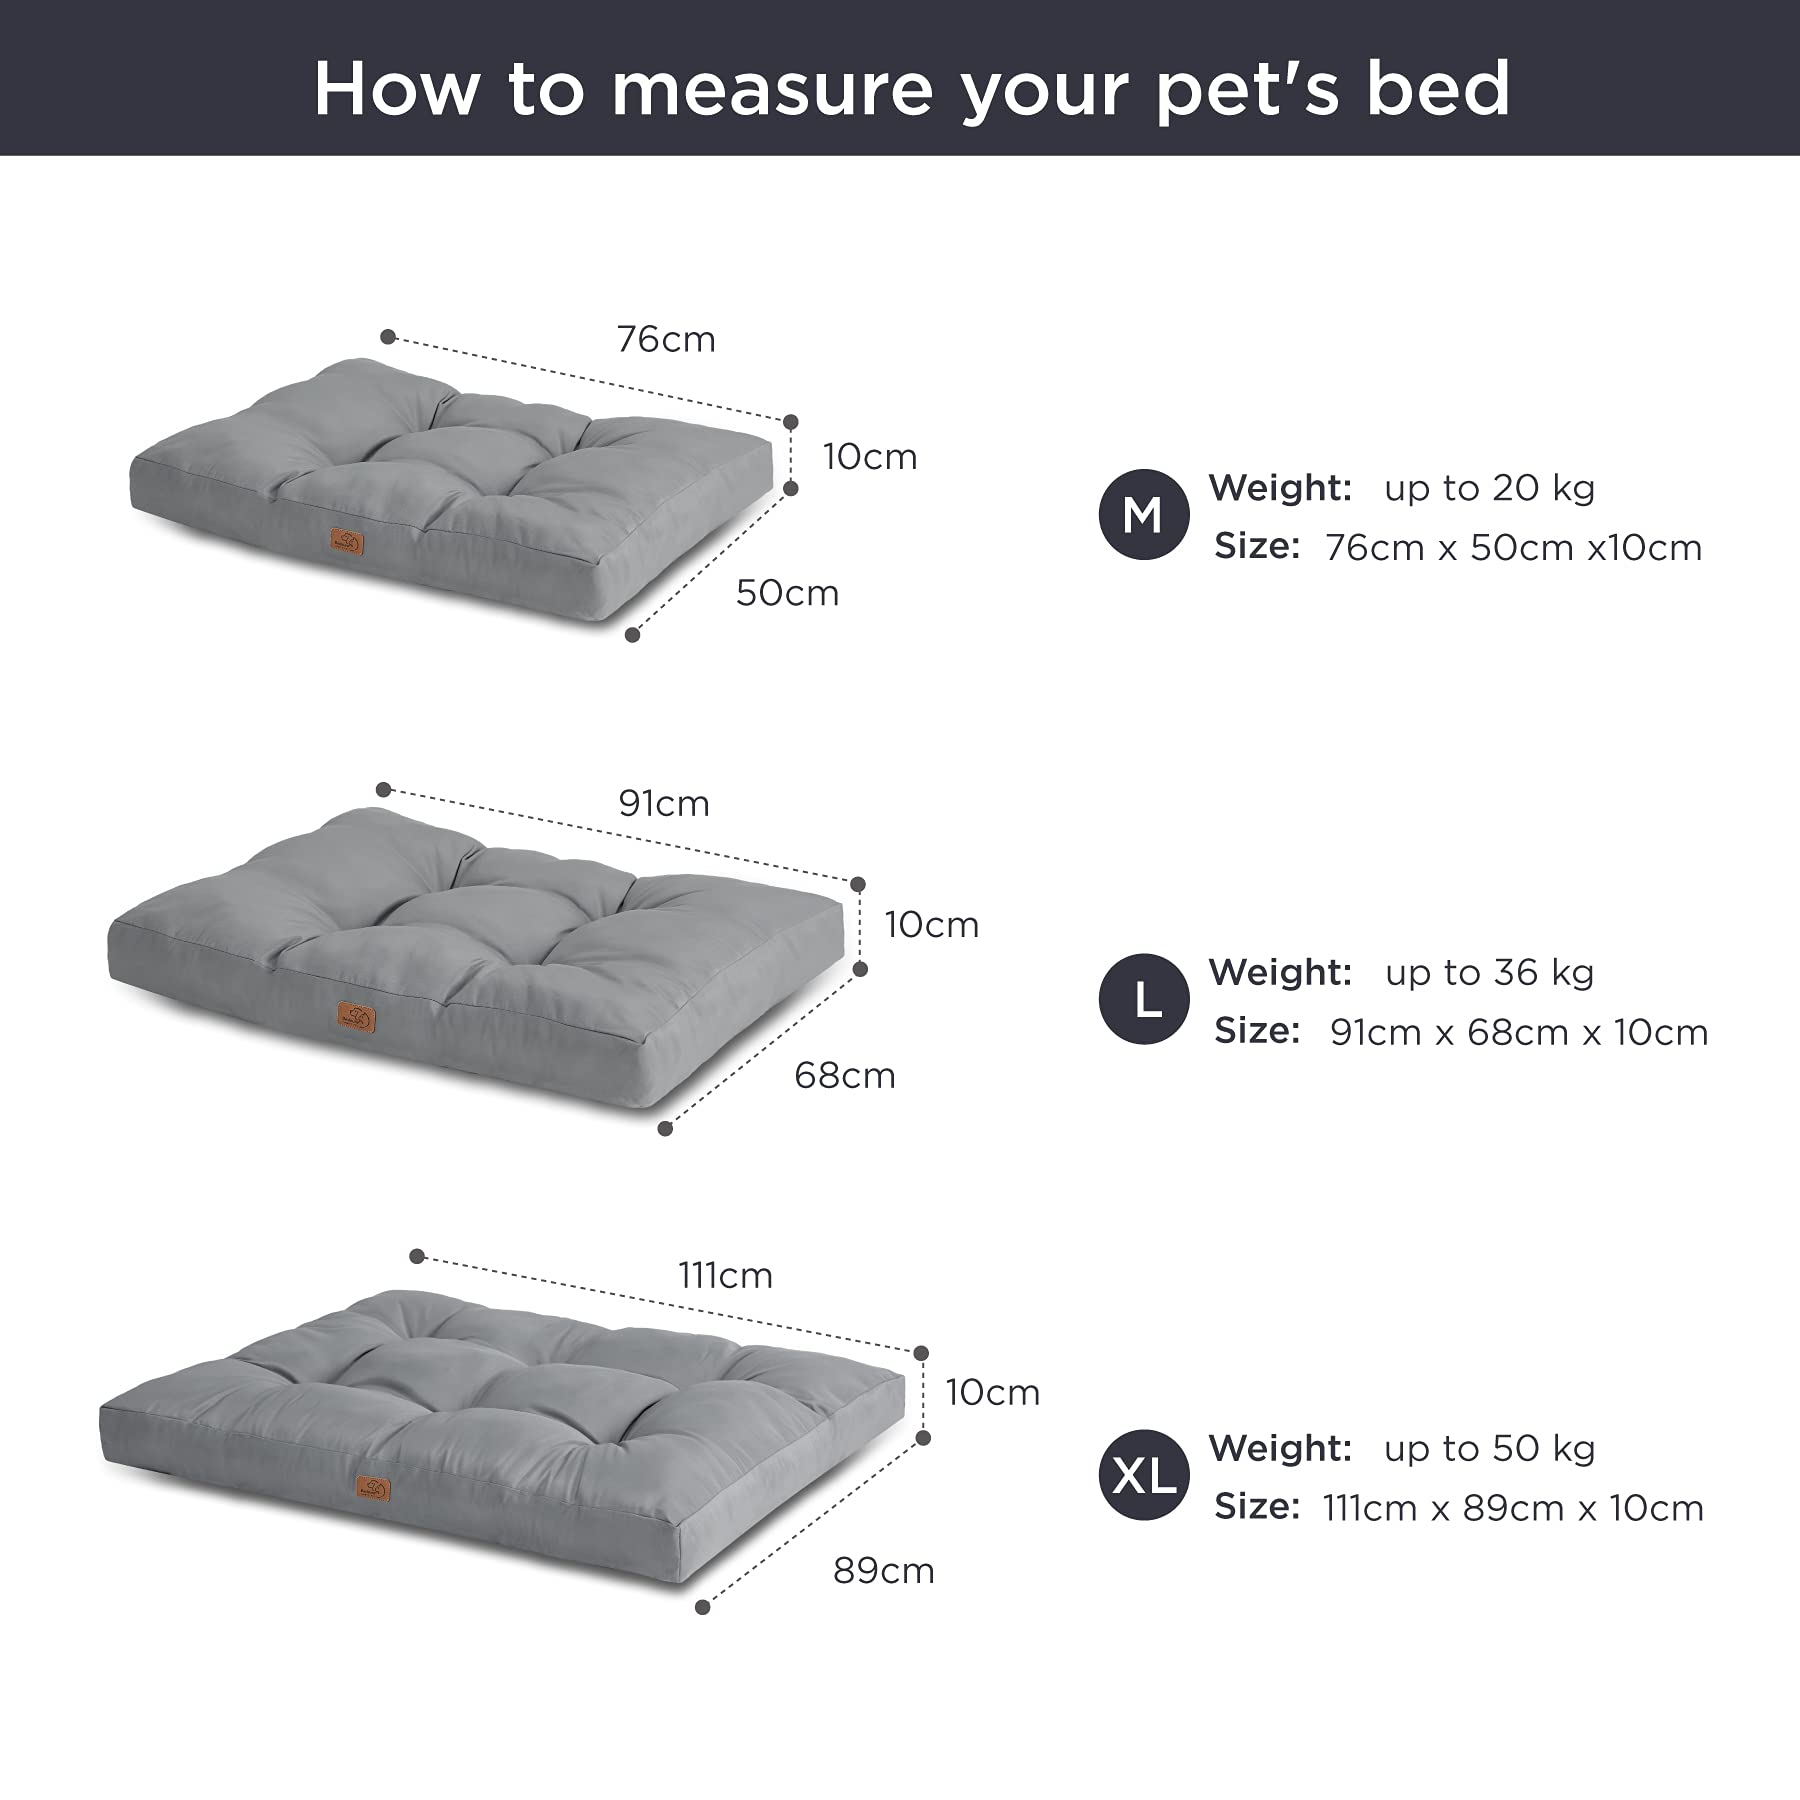 How to measure your pet's bed
76cm
10cm
50cm
M
Weight: up to 20 kg
Size: 76cm x 50cm x10cm
91cm
10cm
68cm
L
Weight: up to 36 kg
Size: 91cm x 68cm x 10cm
111cm
10cm
89cm
XL
Weight: up to 50 kg
Size: 111cm x 89cm x 10cm